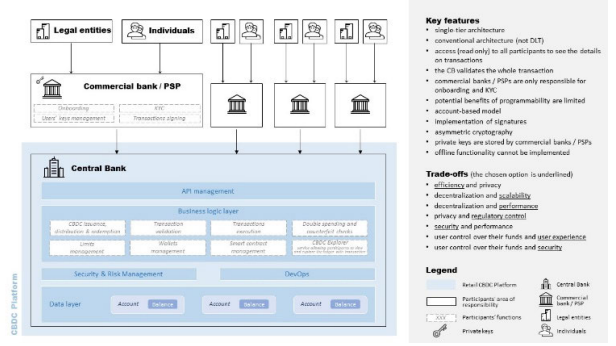 Legal entities
Individuals
Commercial bank / PSP
Onboarding
KYC
Users' keys management
Transactions signing
Central Bank
API management
Business logic layer
CBDC issuance,
distribution & redemption
Transaction
validation
Transactions
execution
Double spending and
counterfeit checks
Limits
management
Wallets
management
Smart contract
management
CBDC Explorer
Security & Risk Management
DevOps
Data layer
Account
Balance
Account
Balance
Account
Balance
CBDC Platform
Key features
• single-tier architecture
• conventional architecture (not DLT)
• access (read only) to all participants to see the details
on transactions
• the CB validates the whole transaction
• commercial banks / PSPs are only responsible for
onboarding and KYC
• potential benefits of programmability are limited
• account-based model
• implementation of signatures
• asymmetric cryptography
• private keys are stored by commercial banks / PSPs
• offline functionality cannot be implemented
Trade-offs (the chosen option is underlined)
• efficiency and privacy
• decentralization and scalability
• decentralization and performance
• privacy and regulatory control
• security and performance
• user control over their funds and user experience
• user control over their funds and security
Legend
Retail CBDC Platform
Central Bank
Participants' area of
responsibility
Commercial
bank / PSP
XXX
Participants' functions
Legal entities
Private keys
Individuals